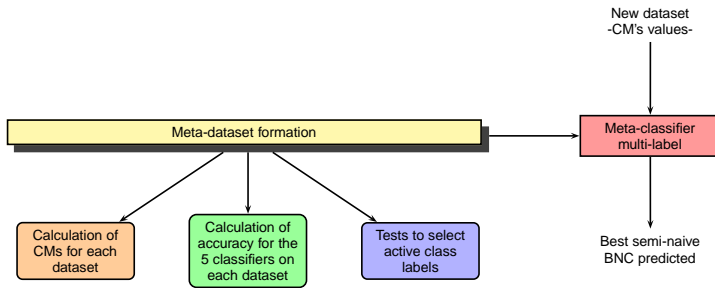 New dataset
-CM's values-
Meta-dataset formation
Meta-classifier
multi-label
Calculation of
CMs for each
dataset
Calculation of
accuracy for the
5 classifiers on
each dataset
Tests to select
active class
labels
Best semi-naive
BNC predicted